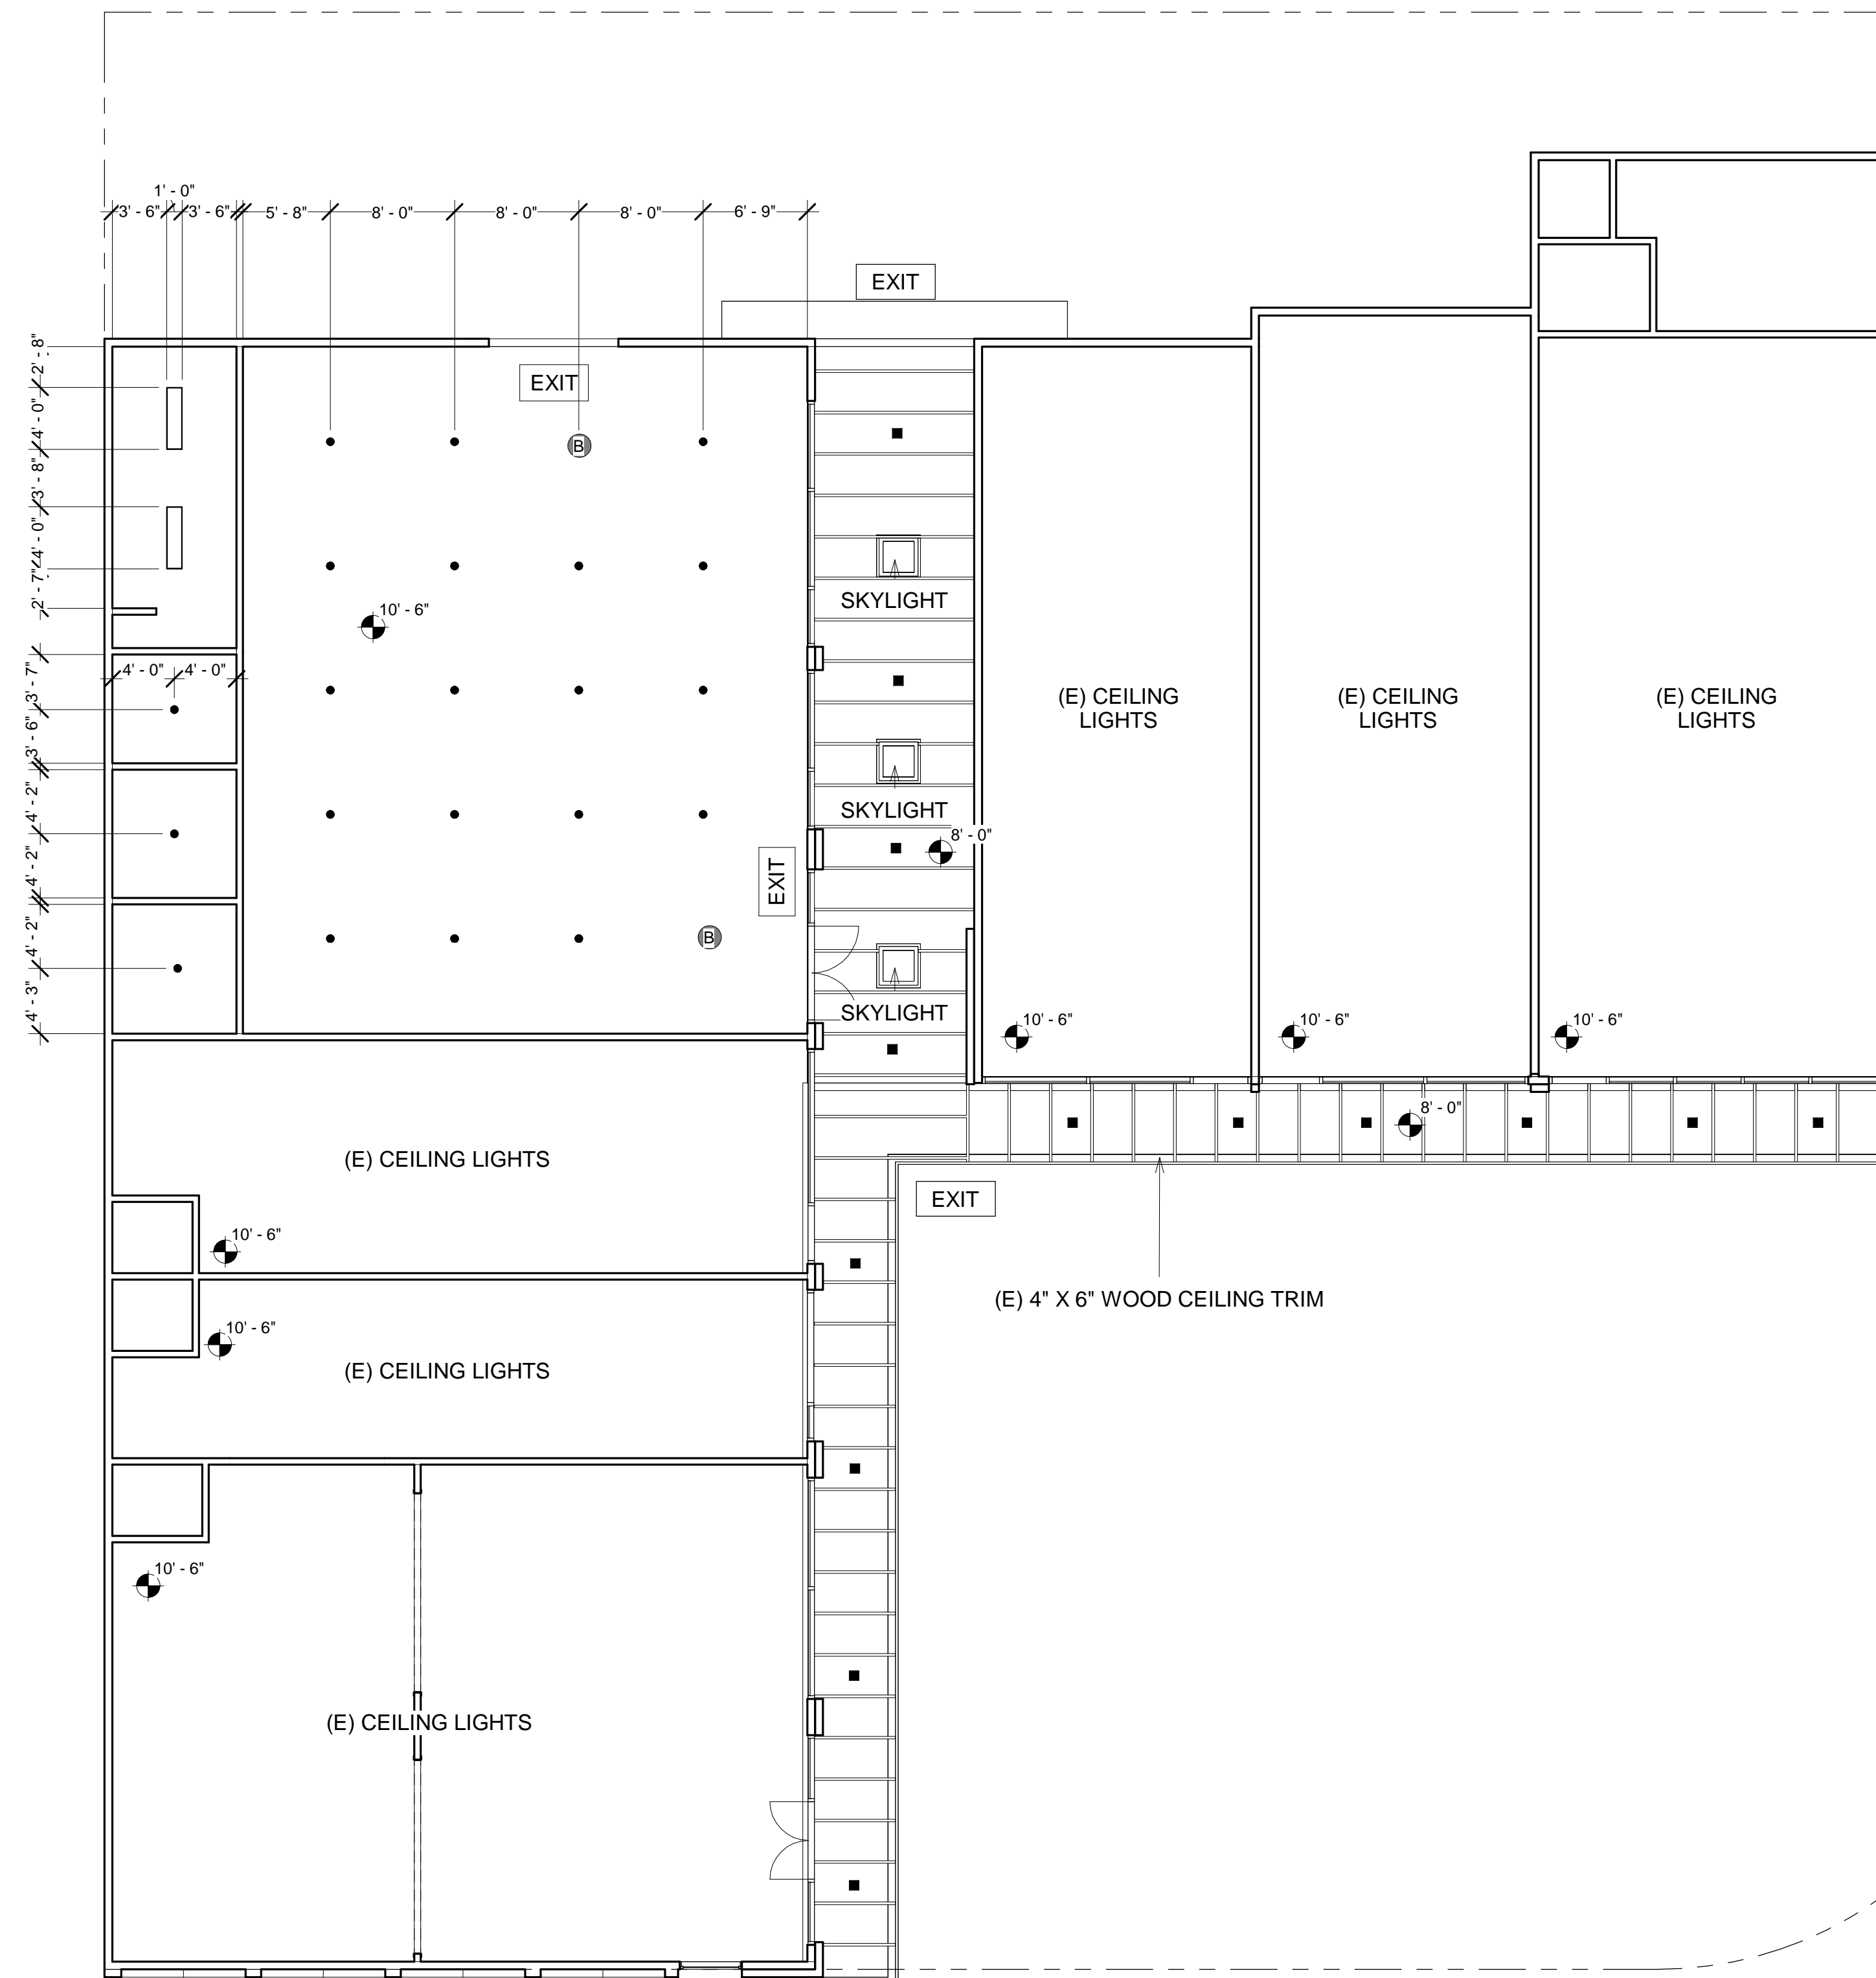 1' - 0"
3' - 6"
3' - 6"
5' - 8"
8' - 0"
8' - 0"
8' - 0"
6' - 9"
EXIT
2' - 8"
4' - 0"
3' - 8"
4' - 0"
2' - 7"
3' - 7"
3' - 6"
4' - 2"
4' - 2"
4' - 2"
4' - 3"
EXIT
B
10' - 6"
4' - 0"
4' - 0"
EXIT
B
SKYLIGHT
SKYLIGHT
8' - 0"
SKYLIGHT
(E) CEILING
LIGHTS
(E) CEILING
LIGHTS
(E) CEILING
LIGHTS
10' - 6"
10' - 6"
10' - 6"
8' - 0"
(E) CEILING LIGHTS
EXIT
10' - 6"
(E) 4" X 6" WOOD CEILING TRIM
10' - 6"
(E) CEILING LIGHTS
10' - 6"
(E) CEILING LIGHTS